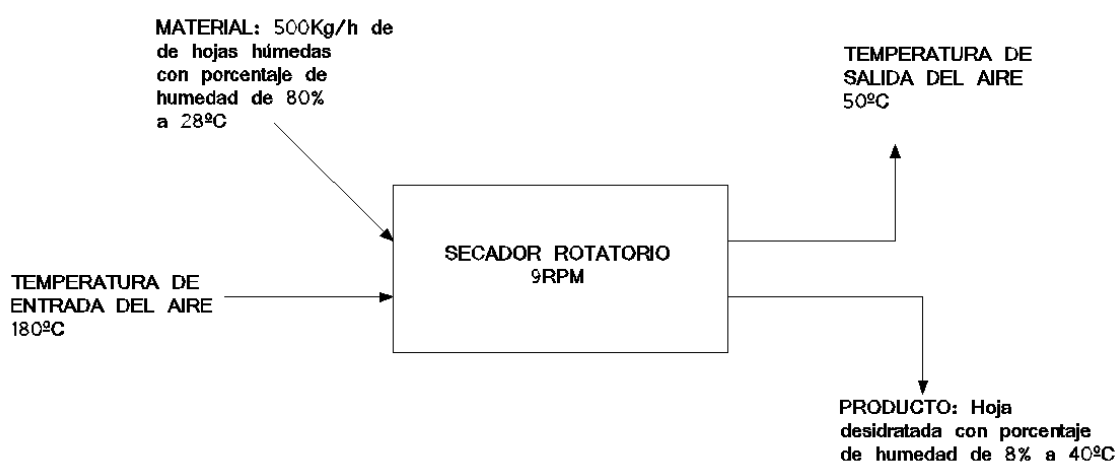 MATERIAL: 500Kg/h de
de hojas húmedas
con porcentaje de
humedad de 80%
a 28ºC
TEMPERATURA DE
SALIDA DEL AIRE
50ºC
SECADOR ROTATORIO
9RPM
TEMPERATURA DE
ENTRADA DEL AIRE
180ºC
PRODUCTO: Hoja
desidratada con porcentaje
de humedad de 8% a 40ºC